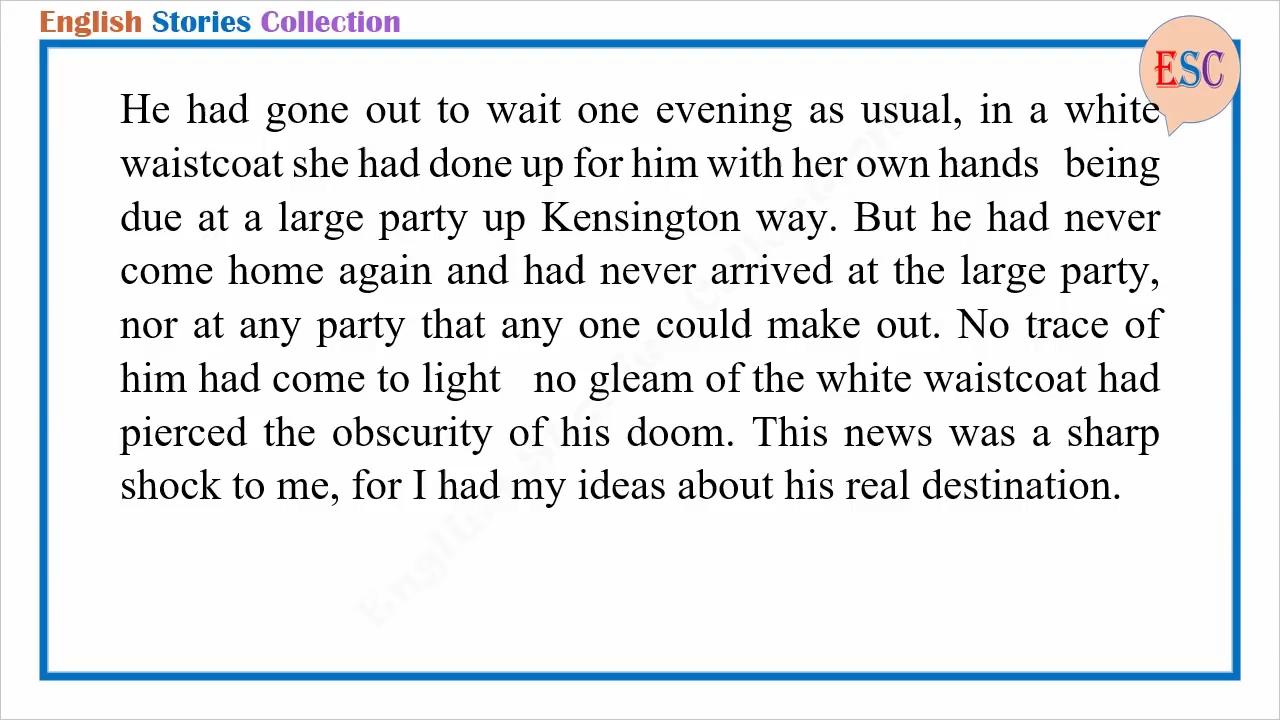 English Stories Collection
ESC
He had gone out to wait one evening as usual, in a white
waistcoat she had done up for him with her own hands being
due at a large party up Kensington way. But he had never
come home again and had never arrived at the large party,
nor at any party that any one could make out. No trace of
him had come to light no gleam of the white waistcoat had
pierced the obscurity of his doom. This news was a sharp
shock to me, for I had my ideas about his real destination.